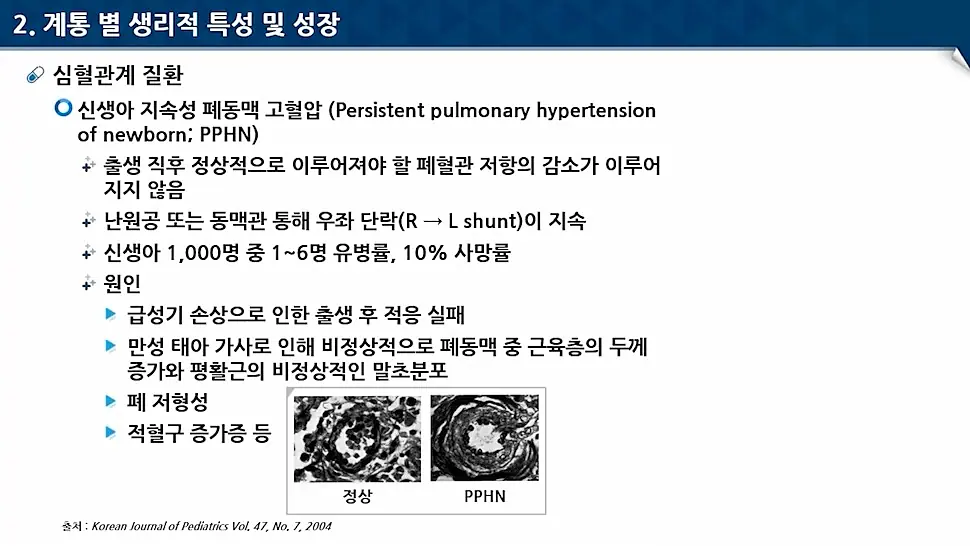 2. 계통 별 생리적 특성 및 성장
심혈관계 질환
신생아 지속성 폐동맥 고혈압 (Persistent pulmonary hypertension
of newborn; PPHN)
출생 직후 정상적으로 이루어져야 할 폐혈관 저항의 감소가 이루어
지지 않음
난원공 또는 동맥관 통해 우좌 단락(R → L shunt)이 지속
신생아 1,000명 중 1~6명 유병률, 10% 사망률
원인
급성기 손상으로 인한 출생 후 적응 실패
만성 태아 가사로 인해 비정상적으로 폐동맥 중 근육층의 두께
증가와 평활근의 비정상적인 말초분포
폐 저형성
적혈구 증가증 등
정상
PPHN
출처 : Korean Journal of Pediatrics Vol. 47, No. 7, 2004